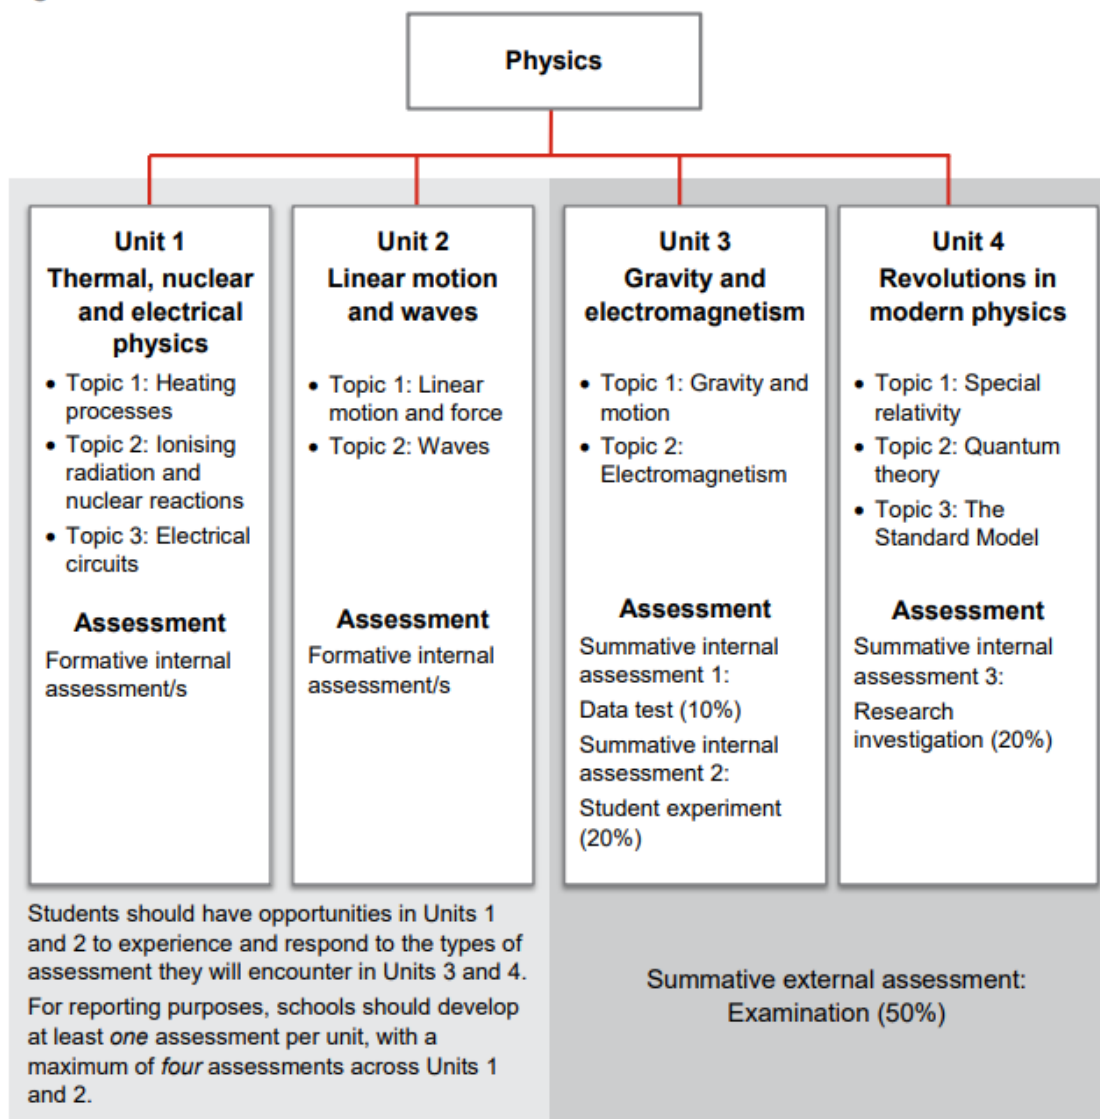 Physics
Unit 1
Thermal, nuclear
and electrical
physics
• Topic 1: Heating
processes
• Topic 2: Ionising
radiation and
nuclear reactions
• Topic 3: Electrical
circuits
Assessment
Formative internal
assessment/s
Unit 2
Linear motion
and waves
• Topic 1: Linear
motion and force
• Topic 2: Waves
Assessment
Formative internal
assessment/s
Unit 3
Gravity and
electromagnetism
• Topic 1: Gravity and
motion
• Topic 2:
Electromagnetism
Assessment
Summative internal
assessment 1:
Data test (10%)
Summative internal
assessment 2:
Student experiment
(20%)
Unit 4
Revolutions in
modern physics
• Topic 1: Special
relativity
• Topic 2: Quantum
theory
• Topic 3: The
Standard Model
Assessment
Summative internal
assessment 3:
Research
investigation (20%)
Students should have opportunities in Units 1
and 2 to experience and respond to the types of
assessment they will encounter in Units 3 and 4.
For reporting purposes, schools should develop
at least one assessment per unit, with a
maximum of four assessments across Units 1
and 2.
Summative external assessment:
Examination (50%)